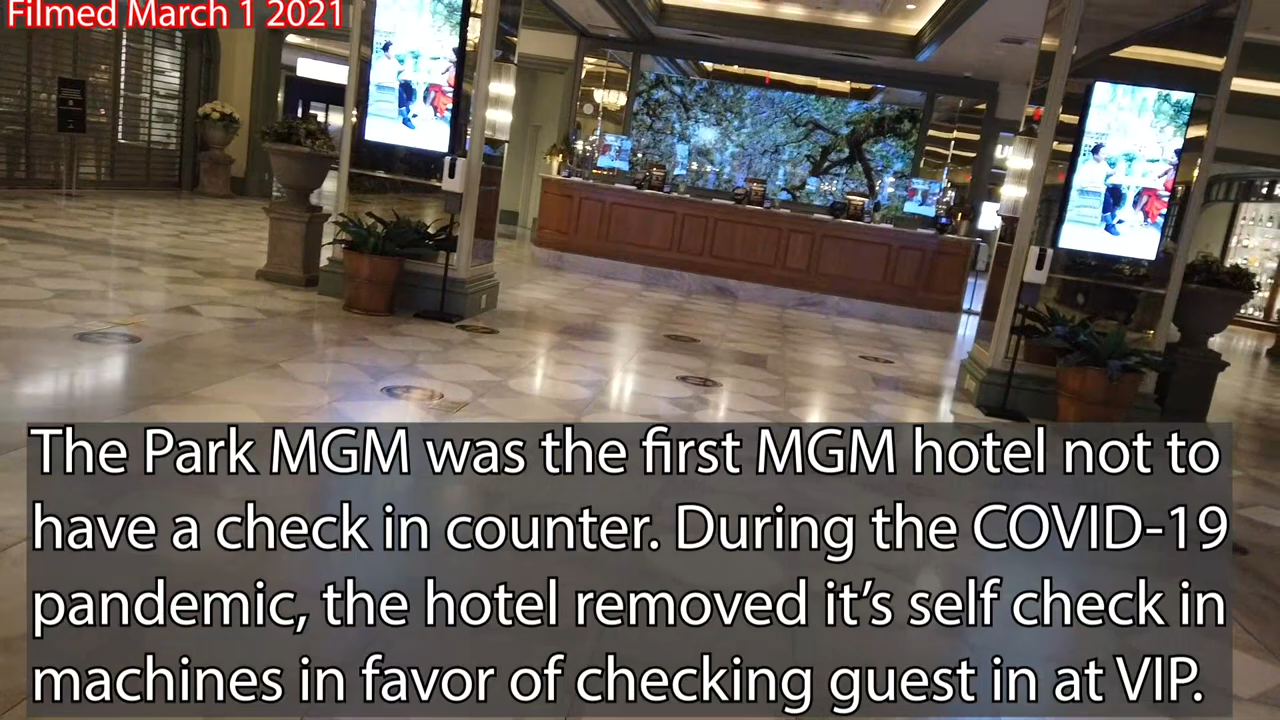 Filmed March 1 2021
The Park MGM was the first MGM hotel not to
have a check in counter. During the COVID-19
pandemic, the hotel removed it’s self check in
machines in favor of checking guest in at VIP.